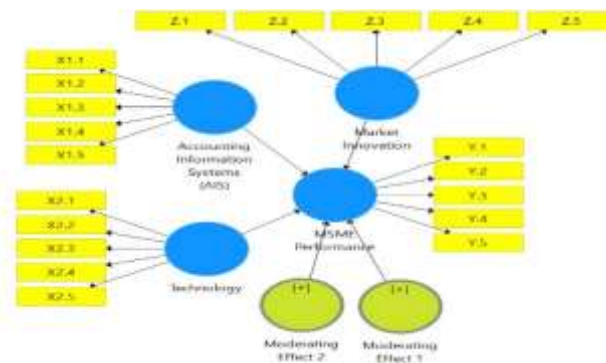 Z.1
Z.2
Z.3
Z.4
Z.5
X1.1
X1.2
X1.3
X1.4
X1.5
Accounting
Information
Systems
(AIS)
Market
Innovation
Y.1
Y.2
Y.3
Y.4
Y.5
MSME
Performance
X2.1
X2.2
X2.3
X2.4
X2.5
Technology
[+]
[+]
Moderating
Effect 2
Moderating
Effect 1